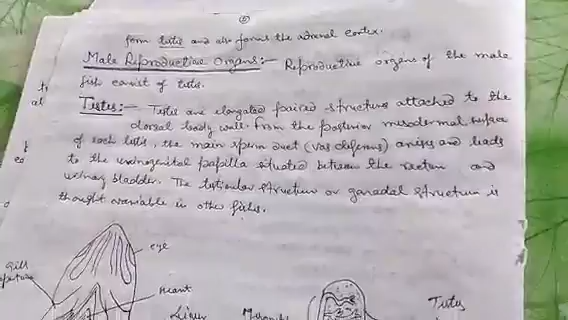 form testis and also forms the adrenal cortex.
Male Reproductive Organs:- Reproductive organs of the male
fish consist of testis.
Testes:- Testis are elongated paired structures attached to the
dorsal body wall from the posterior mesodermal surface
of each testis, the main sperm duct (vas deferens) arises and leads
to the urinogenital papilla situated between the rectum and
urinary bladder. The testicular structure or gonadal structure is
thought variable in other fishes.
eye
Gill
Heart
Liver
Testes